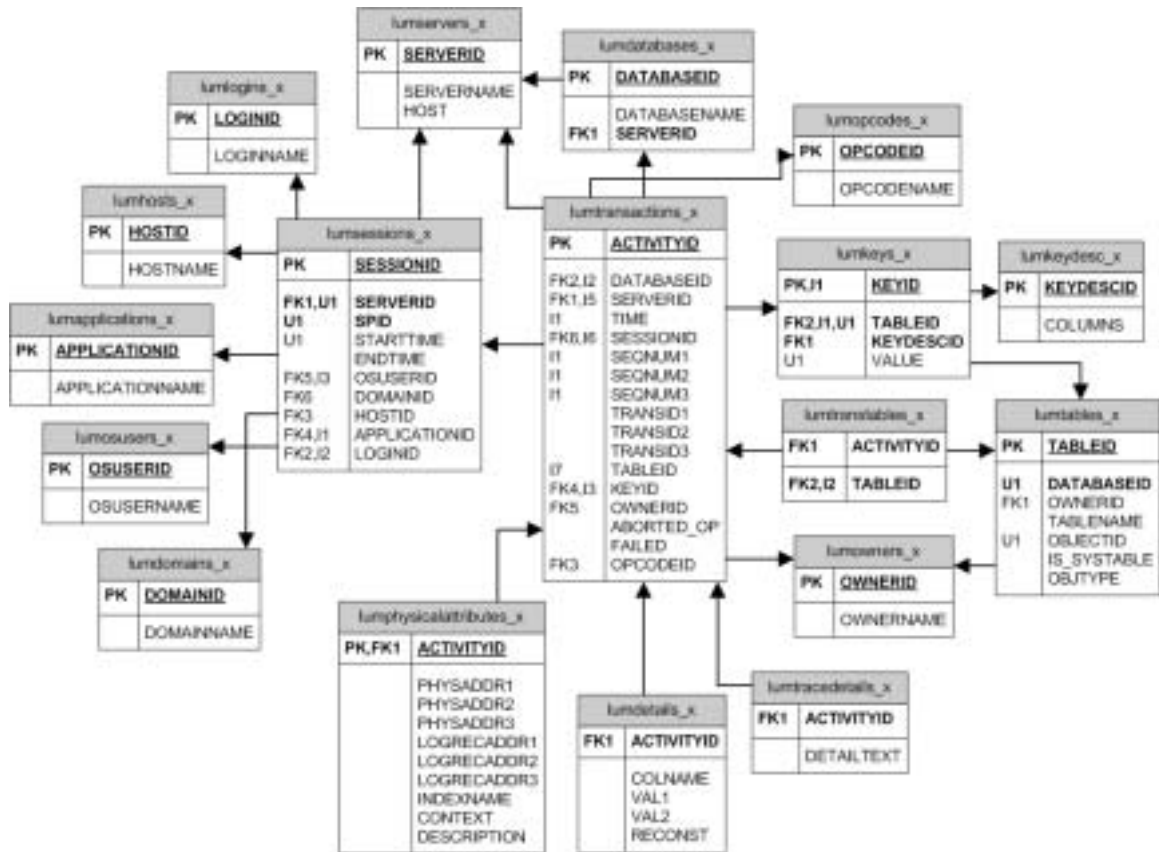 lumservers_x
PK SERVERID
SERVERNAME
HOST
lumdatabases_x
PK DATABASEID
DATABASENAME
FK1 SERVERID
lumlogins_x
PK LOGINID
LOGINNAME
lumopcodes_x
PK OPCODEID
OPCODENAME
lumhosts_x
PK HOSTID
HOSTNAME
lumsessions_x
PK SESSIONID
FK1,U1 SERVERID
U1 SPID
U1 STARTTIME
ENDTIME
FK5,I3 OSUSERID
FK6 DOMAINID
FK3 HOSTID
FK4,I1 APPLICATIONID
FK2,I2 LOGINID
lumtransactions_x
PK ACTIVITYID
FK2,I2 DATABASEID
FK1,I5 SERVERID
I1 TIME
FK6,I6 SESSIONID
I1 SEQNUM1
I1 SEQNUM2
I1 SEQNUM3
TRANSID1
TRANSID2
TRANSID3
I7 TABLEID
FK4,I3 KEYID
FK5 OWNERID
ABORTED_OP
FAILED
FK3 OPCODEID
lumkeys_x
PK,I1 KEYID
FK2,I1,U1 TABLEID
FK1 KEYDESCID
U1 VALUE
lumkeydesc_x
PK KEYDESCID
COLUMNS
lumapplications_x
PK APPLICATIONID
APPLICATIONNAME
lumosusers_x
PK OSUSERID
OSUSERNAME
lumtranstables_x
FK1 ACTIVITYID
FK2,I2 TABLEID
lumtables_x
PK TABLEID
U1 DATABASEID
FK1 OWNERID
TABLENAME
U1 OBJECTID
IS_SYSTABLE
OBJTYPE
lumdomains_x
PK DOMAINID
DOMAINNAME
lumowners_x
PK OWNERID
OWNERNAME
lumphysicalattributes_x
PK,FK1 ACTIVITYID
PHYSADDR1
PHYSADDR2
PHYSADDR3
LOGRECADDR1
LOGRECADDR2
LOGRECADDR3
INDEXNAME
CONTEXT
DESCRIPTION
lumdetails_x
FK1 ACTIVITYID
COLNAME
VAL1
VAL2
RECONST
lumtracedetails_x
FK1 ACTIVITYID
DETAILTEXT